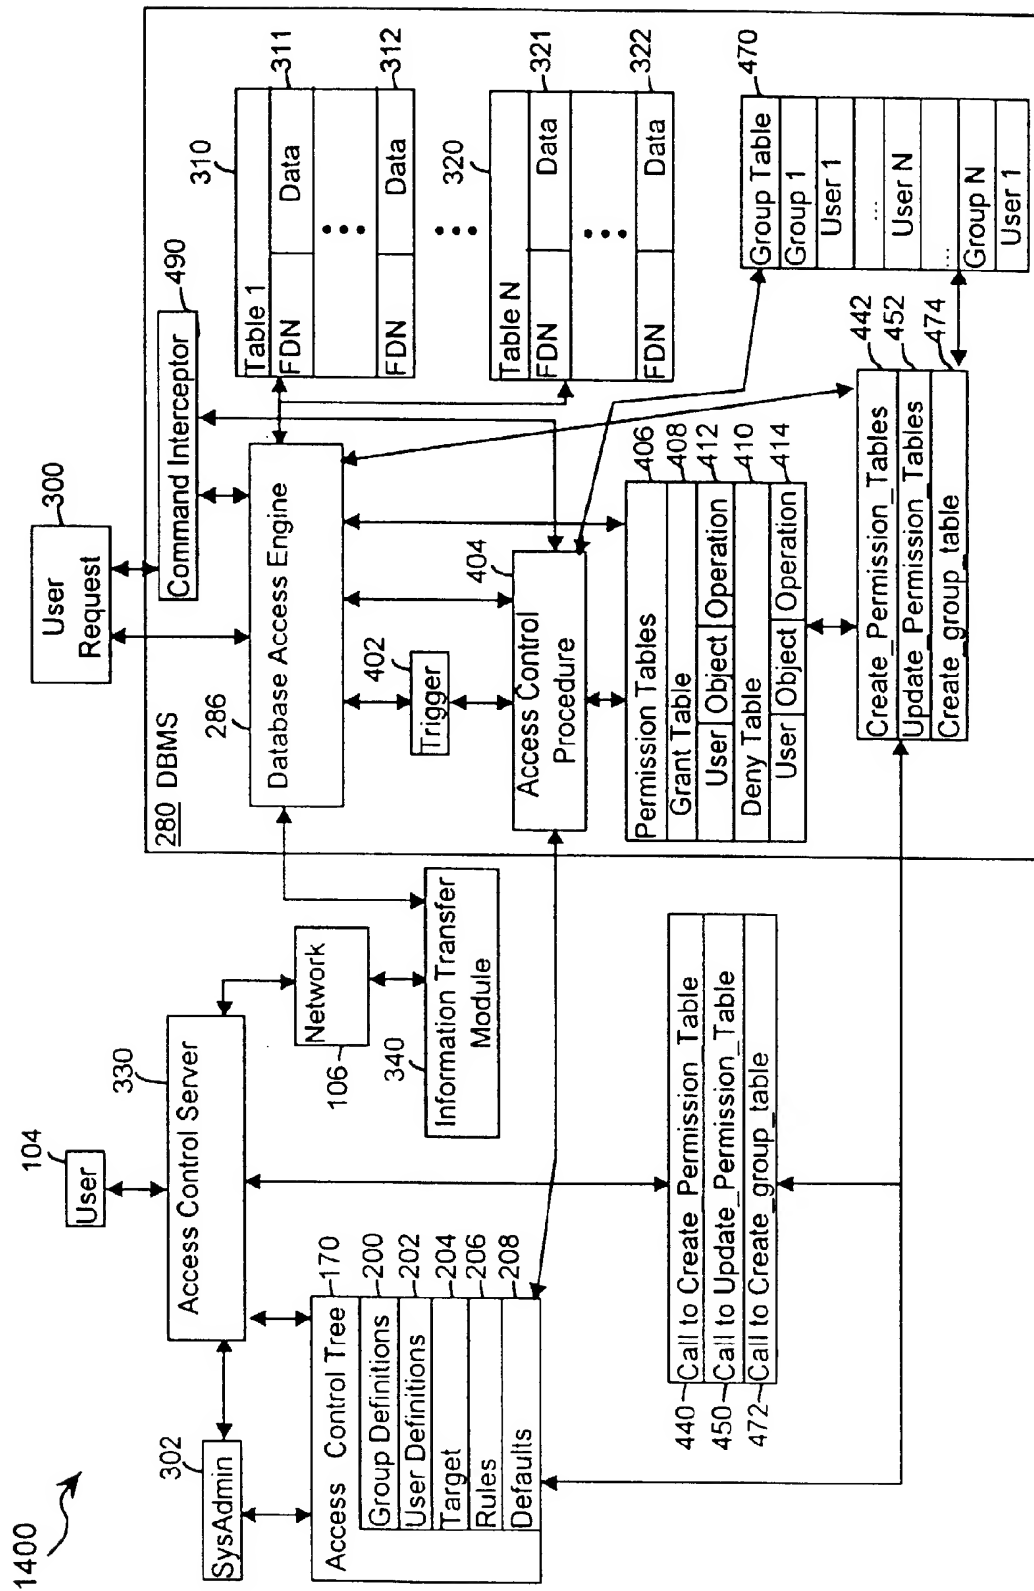 1400
302
SysAdmin
104
User
330
Access Control Server
Access Control Tree
170
Group Definitions
200
User Definitions
202
Target
204
Rules
206
Defaults
208
Network
106
340
Information Transfer
Module
440
Call to Create_Permission_Table
450
Call to Update_Permission_Table
472
Call to Create_group_table
280 DBMS
300
User
Request
490
Command Interceptor
286
Database Access Engine
402
Trigger
404
Access Control
Procedure
Permission Tables
406
Grant Table
408
User
Object
Operation
412
Deny Table
410
User
Object
Operation
414
Create_Permission_Tables
442
Update_Permission_Tables
452
Create_group_table
474
310
Table 1
FDN
Data
311
•••
FDN
Data
312
•••
320
Table N
FDN
Data
321
•••
FDN
Data
322
Group Table
470
Group 1
User 1
...
User N
...
Group N
User 1